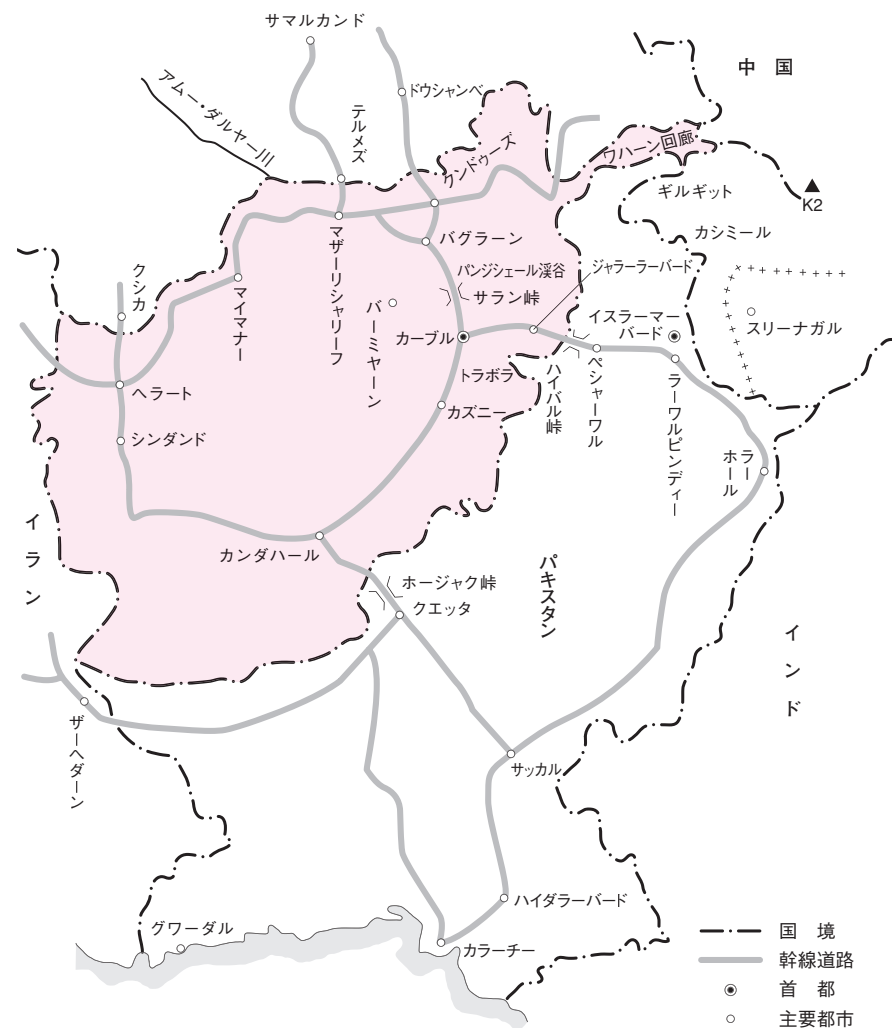 サマルカンド
中国
ドウシャンベ
アムー・ダルヤー川
テルメズ
クンドゥーズ
ワハーン回廊
K2
ギルギット
カシミール
マザーリシャリーフ
バグラーン
パンジシェール渓谷
ジャラーラーバード
サラン峠
クシカ
マイマナー
バーミヤーン
カーブル
イスラーマーバード
スリーナガル
ヘラート
トラボラ
ハイバル峠
ペシャーワル
ラーワルピンディー
カズニー
シンダンド
ラーホール
イラン
カンダハール
ホージャク峠
クエッタ
パキスタン
インド
ザーヘダーン
サッカル
ハイダラーバード
グワーダル
カラーチー
国境
幹線道路
首都
主要都市